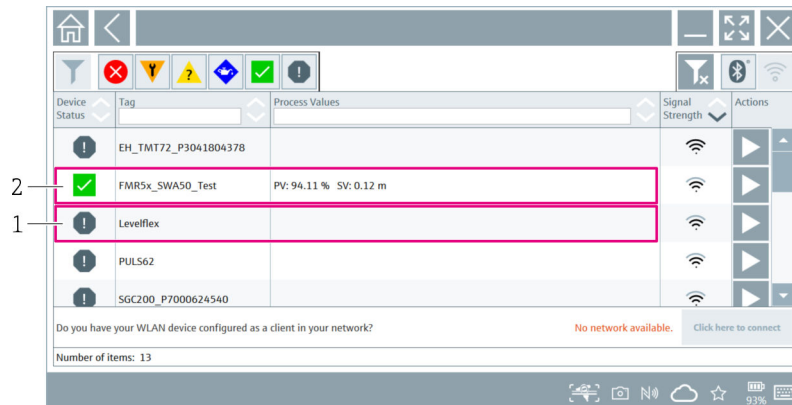 Device Status
Tag
Process Values
Signal Strength
Actions
EH_TMT72_P3041804378
2
FMR5x_SWA50_Test
PV: 94.11 % SV: 0.12 m
1
Levelflex
PULS62
SGC200_P7000624540
Do you have your WLAN device configured as a client in your network?
No network available.
Click here to connect
Number of items: 13
93%